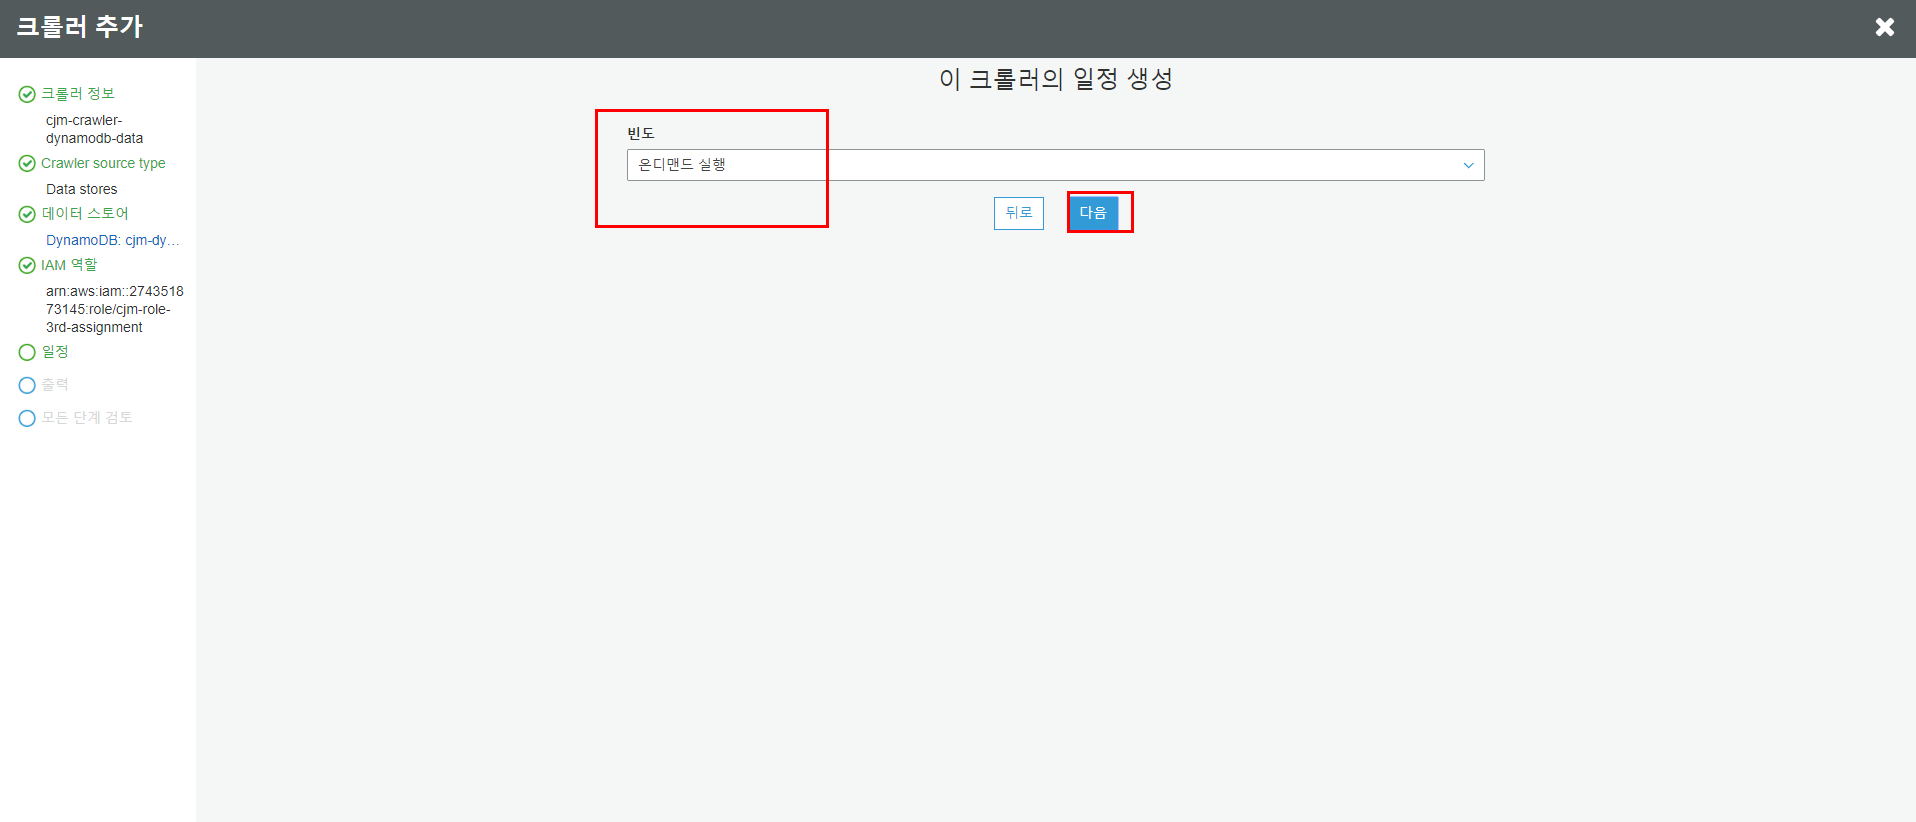 크롤러 추가
크롤러 정보
cjm-crawler-
dynamodb-data
Crawler source type
Data stores
데이터 스토어
DynamoDB: cjm-dy...
IAM 역할
arn:aws:iam::2743518
73145:role/cjm-role-
3rd-assignment
일정
출력
모든 단계 검토
이 크롤러의 일정 생성
빈도
온디맨드 실행
뒤로
다음